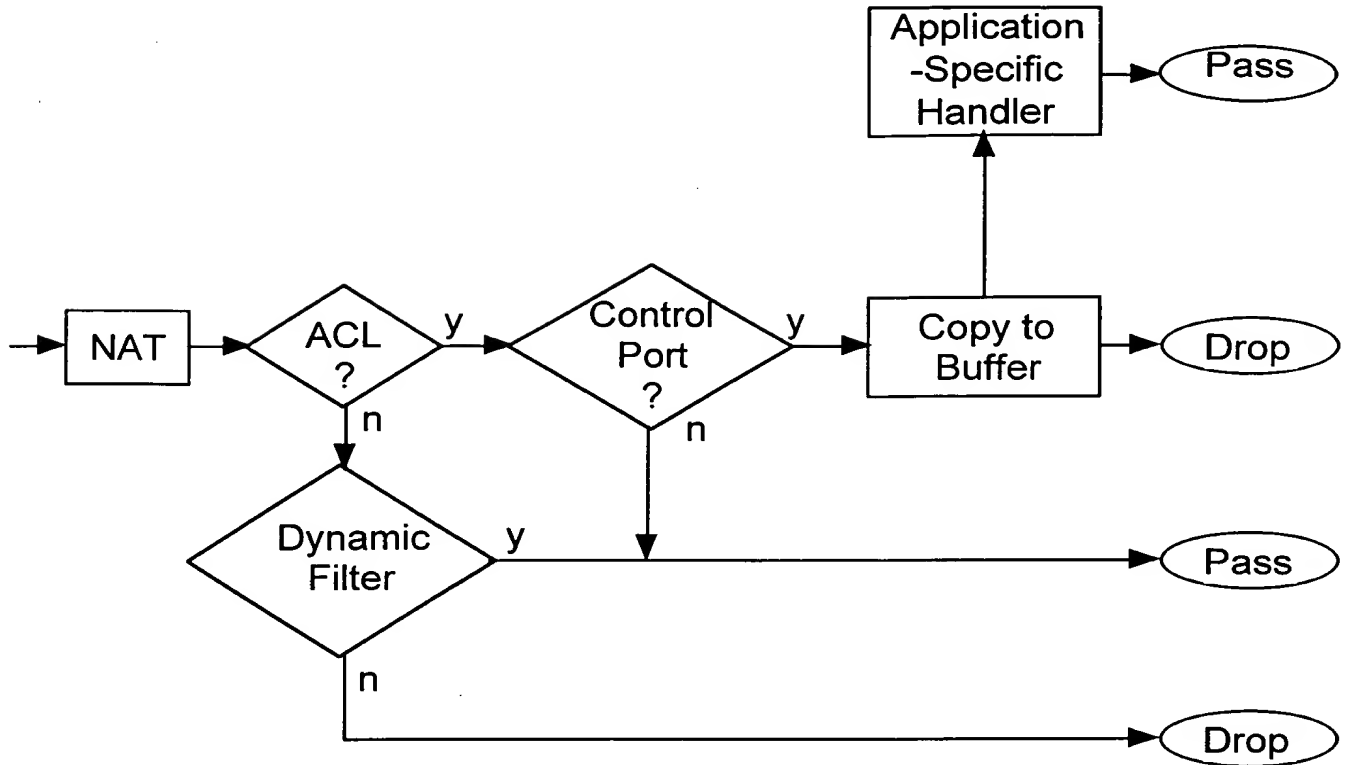 Application
-Specific
Handler
Pass
NAT
ACL
?
y
Control
Port
?
y
Copy to
Buffer
Drop
n
n
Dynamic
Filter
y
Pass
n
Drop